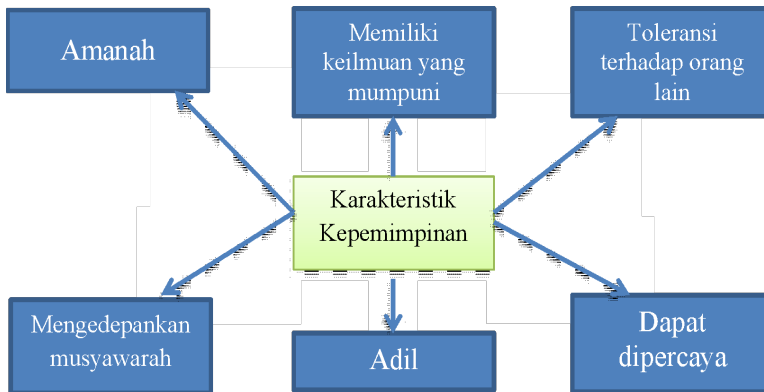 Amanah
Memiliki
keilmuan yang
mumpuni
Toleransi
terhadap orang
lain
Karakteristik
Kepemimpinan
Mengedepankan
musyawarah
Adil
Dapat
dipercaya